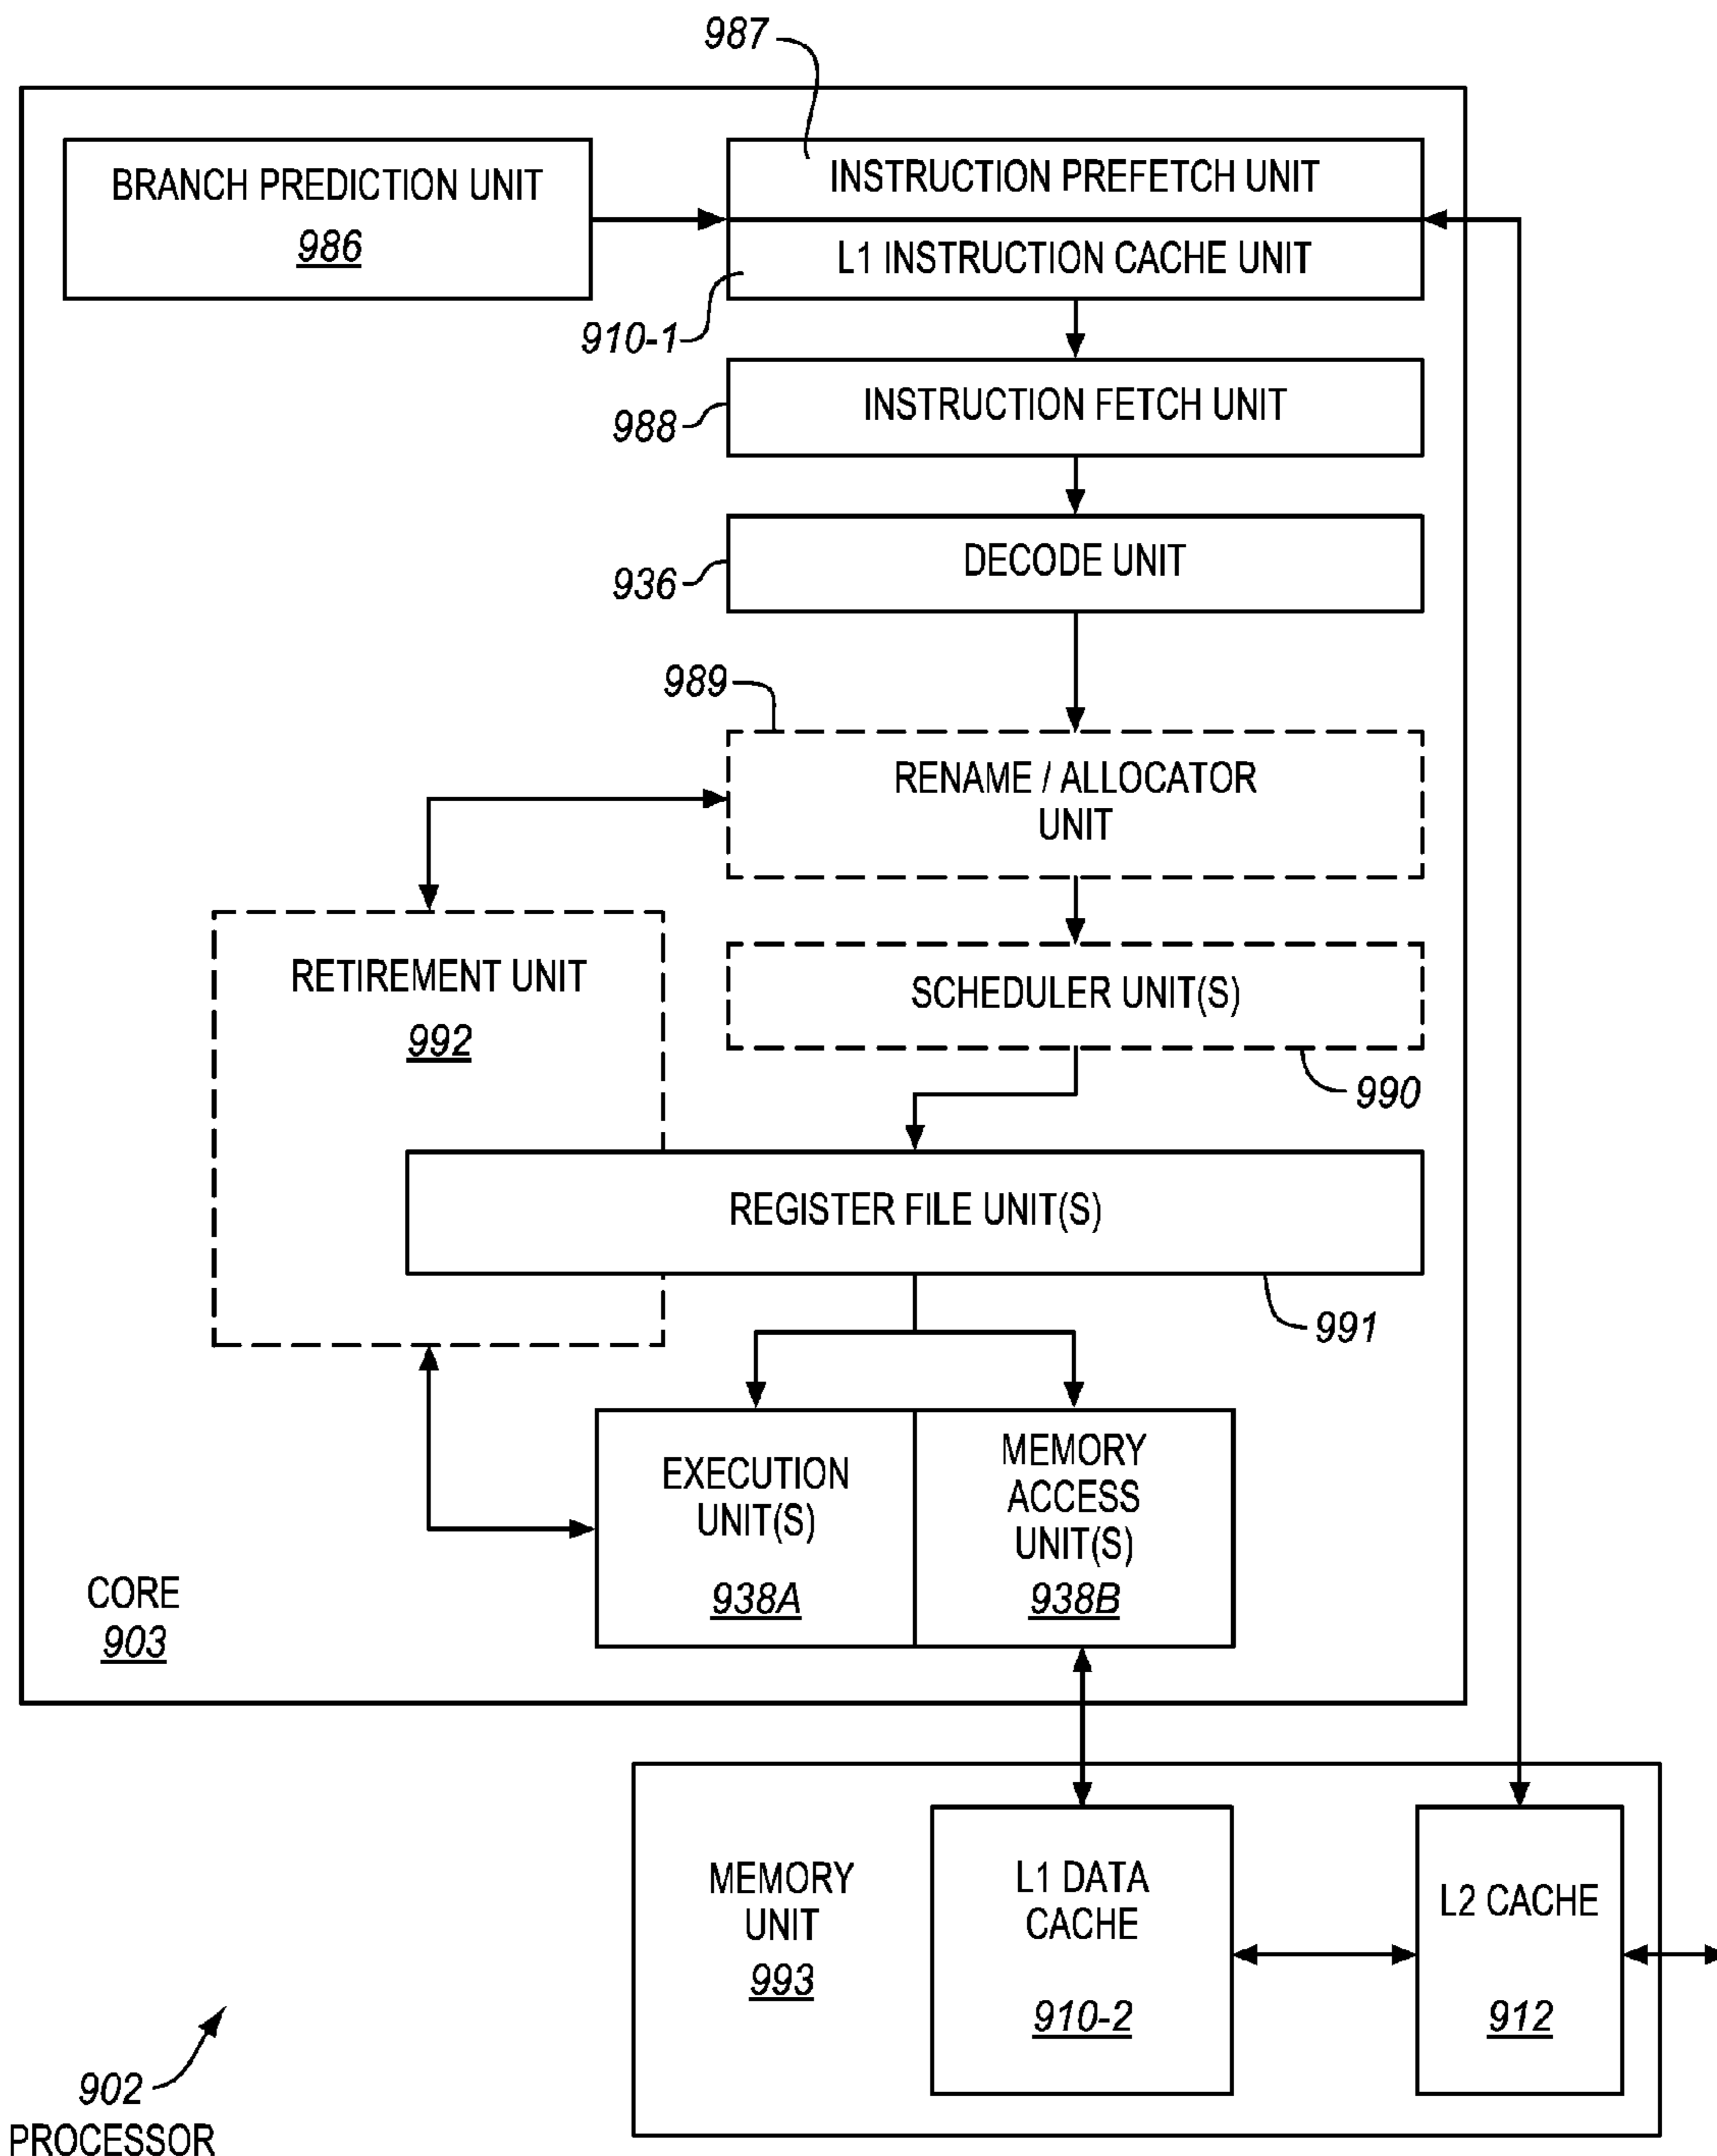 987
BRANCH PREDICTION UNIT
986
INSTRUCTION PREFETCH UNIT
L1 INSTRUCTION CACHE UNIT
910-1
INSTRUCTION FETCH UNIT
988
DECODE UNIT
936
989
RENAME / ALLOCATOR
UNIT
RETIREMENT UNIT
992
SCHEDULER UNIT(S)
990
REGISTER FILE UNIT(S)
991
EXECUTION
UNIT(S)
938A
MEMORY
ACCESS
UNIT(S)
938B
CORE
903
MEMORY
UNIT
993
L1 DATA
CACHE
910-2
L2 CACHE
912
902
PROCESSOR